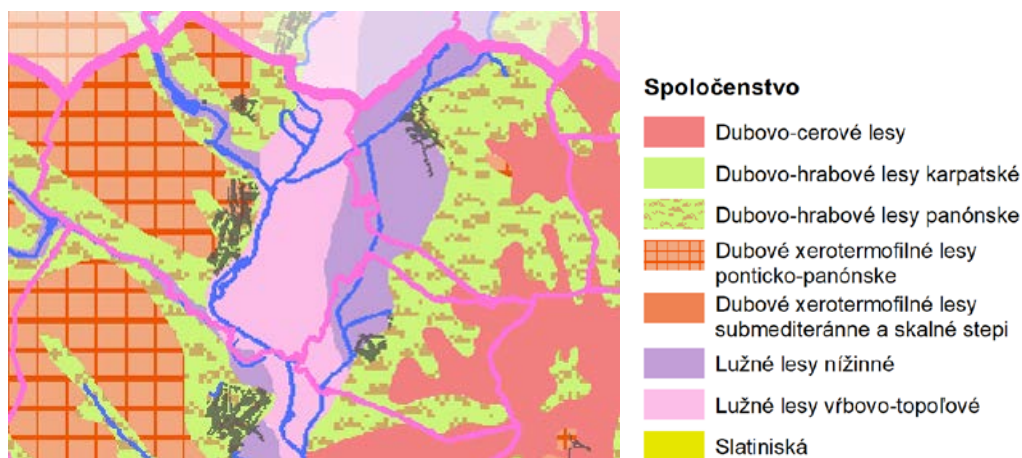 Spoločenstvo
Dubovo-cerové lesy
Dubovo-hrabové lesy karpatské
Dubovo-hrabové lesy panónske
Dubové xerotermofilné lesy
ponticko-panónske
Dubové xerotermofilné lesy
submediteránne a skalné stepi
Lužné lesy nížinné
Lužné lesy vŕbovo-topoľové
Slatiniská